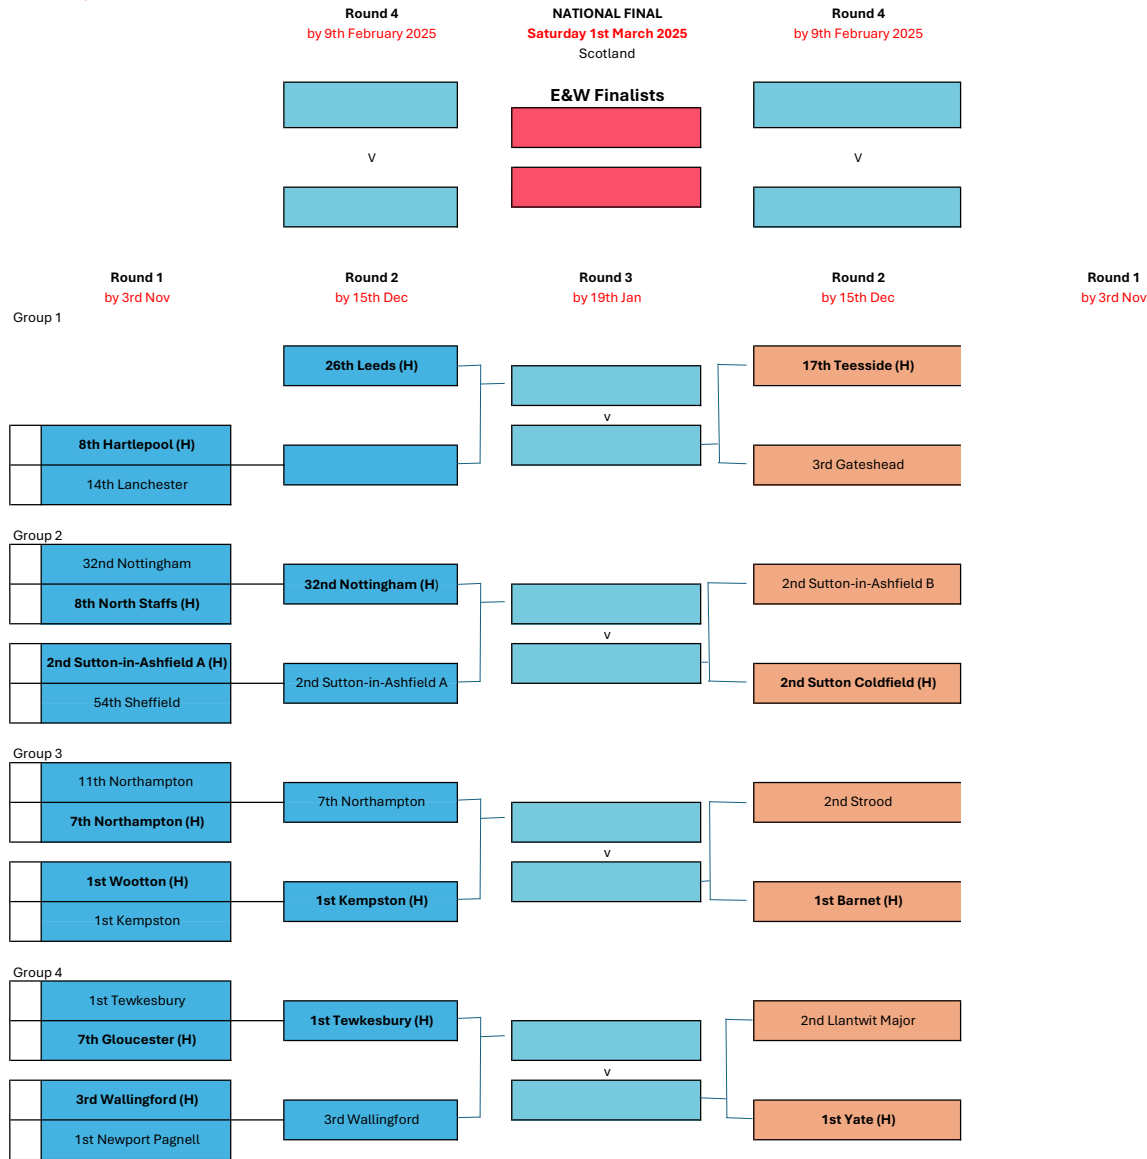 Round 4
NATIONAL FINAL
Round 4
by 9th February 2025
Saturday 1st March 2025
by 9th February 2025
Scotland
E&W Finalists
V
V
Round 1
Round 2
Round 3
Round 2
Round 1
by 3rd Nov
by 15th Dec
by 19th Jan
by 15th Dec
by 3rd Nov
Group 1
26th Leeds (H)
17th Teesside (H)
v
8th Hartlepool (H)
3rd Gateshead
14th Lanchester
Group 2
32nd Nottingham
32nd Nottingham (H)
2nd Sutton-in-Ashfield B
8th North Staffs (H)
v
2nd Sutton-in-Ashfield A (H)
2nd Sutton-in-Ashfield A
2nd Sutton Coldfield (H)
54th Sheffield
Group 3
11th Northampton
7th Northampton
2nd Strood
7th Northampton (H)
v
1st Wootton (H)
1st Kempston (H)
1st Barnet (H)
1st Kempston
Group 4
1st Tewkesbury
1st Tewkesbury (H)
2nd Llantwit Major
7th Gloucester (H)
v
3rd Wallingford (H)
3rd Wallingford
1st Yate (H)
1st Newport Pagnell